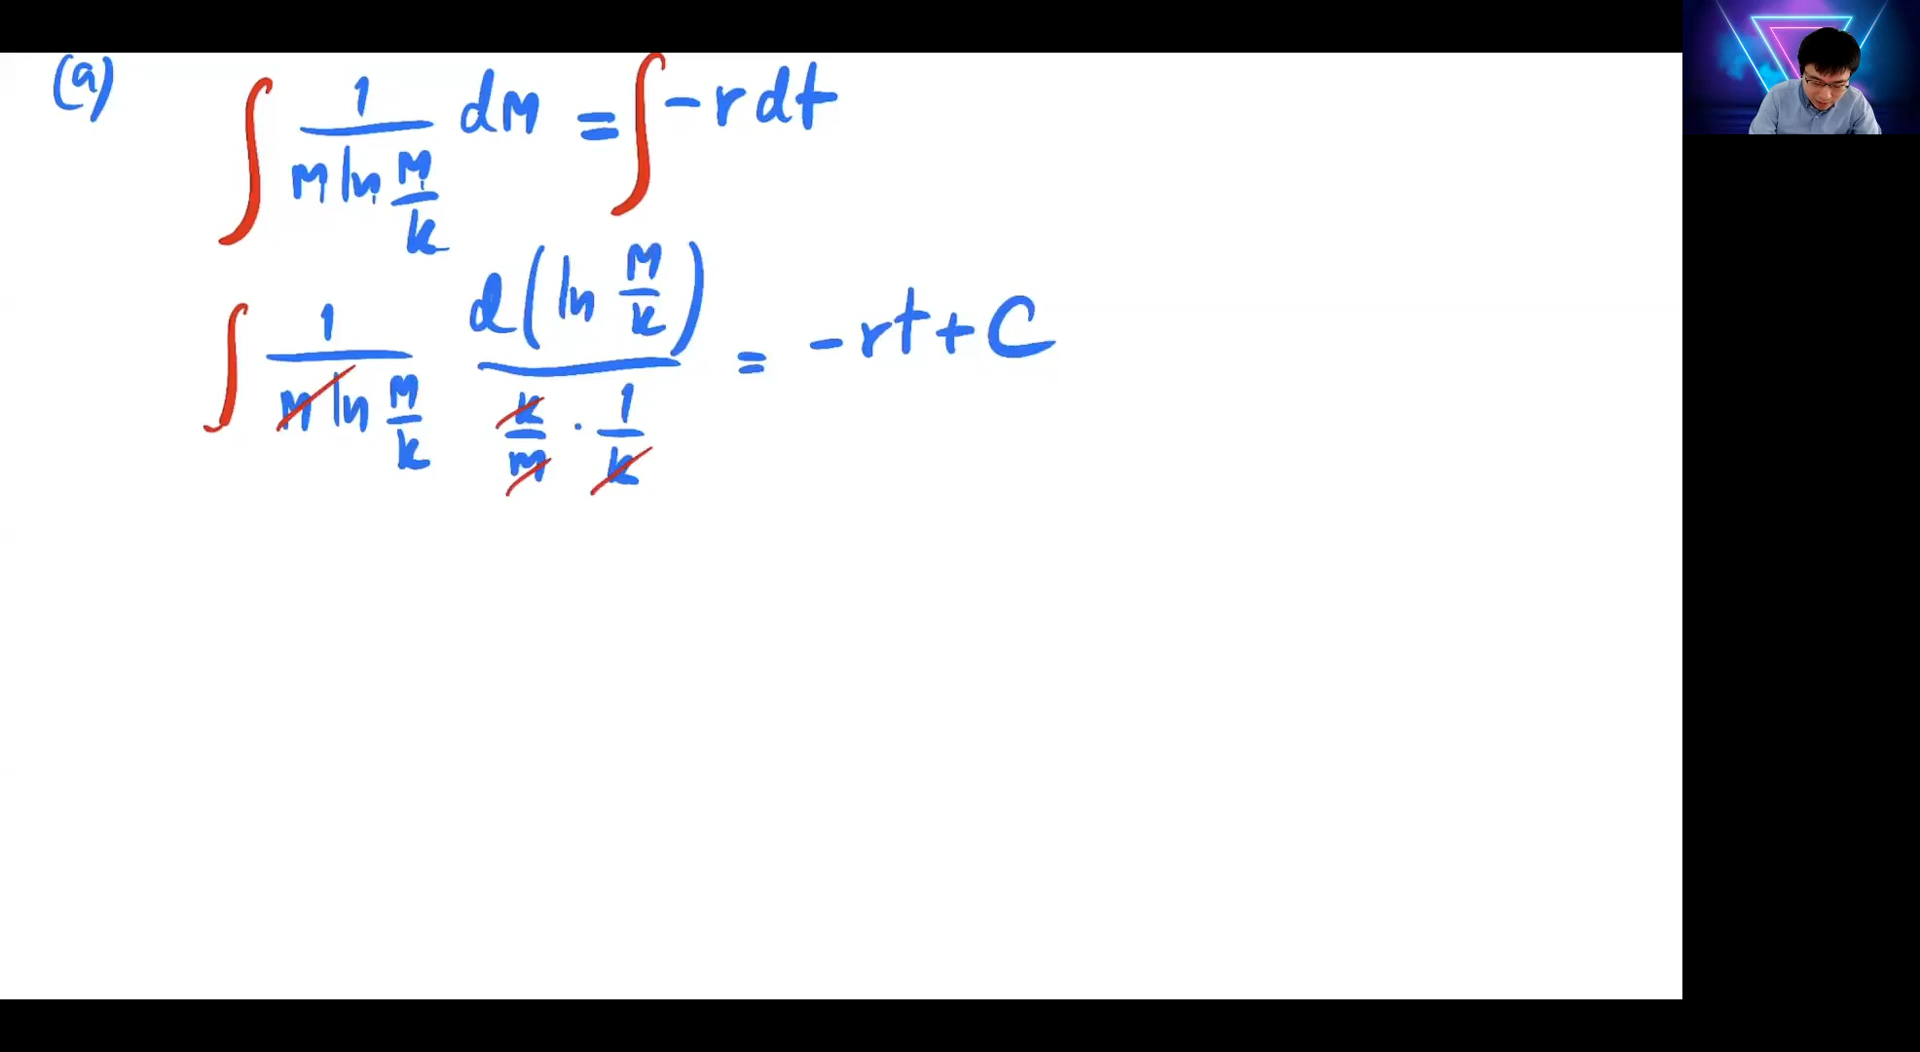 (a) ∫ 1/(M ln M/k) dM = ∫ -r dt
∫ 1/(M ln M/k) d(ln M/k)/(k/M · 1/k) = -rt + C